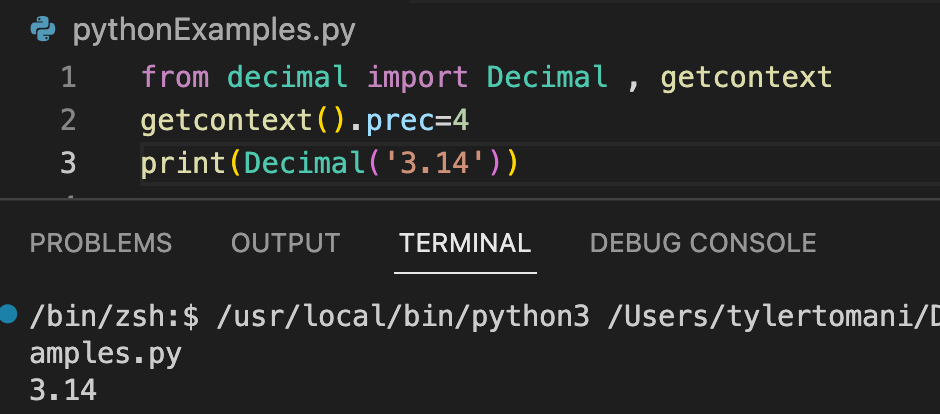 pythonExamples.py
1 from decimal import Decimal , getcontext
2 getcontext().prec=4
3 print(Decimal('3.14'))
PROBLEMS OUTPUT TERMINAL DEBUG CONSOLE
/bin/zsh:$ /usr/local/bin/python3 /Users/tylertomani/D
amples.py
3.14